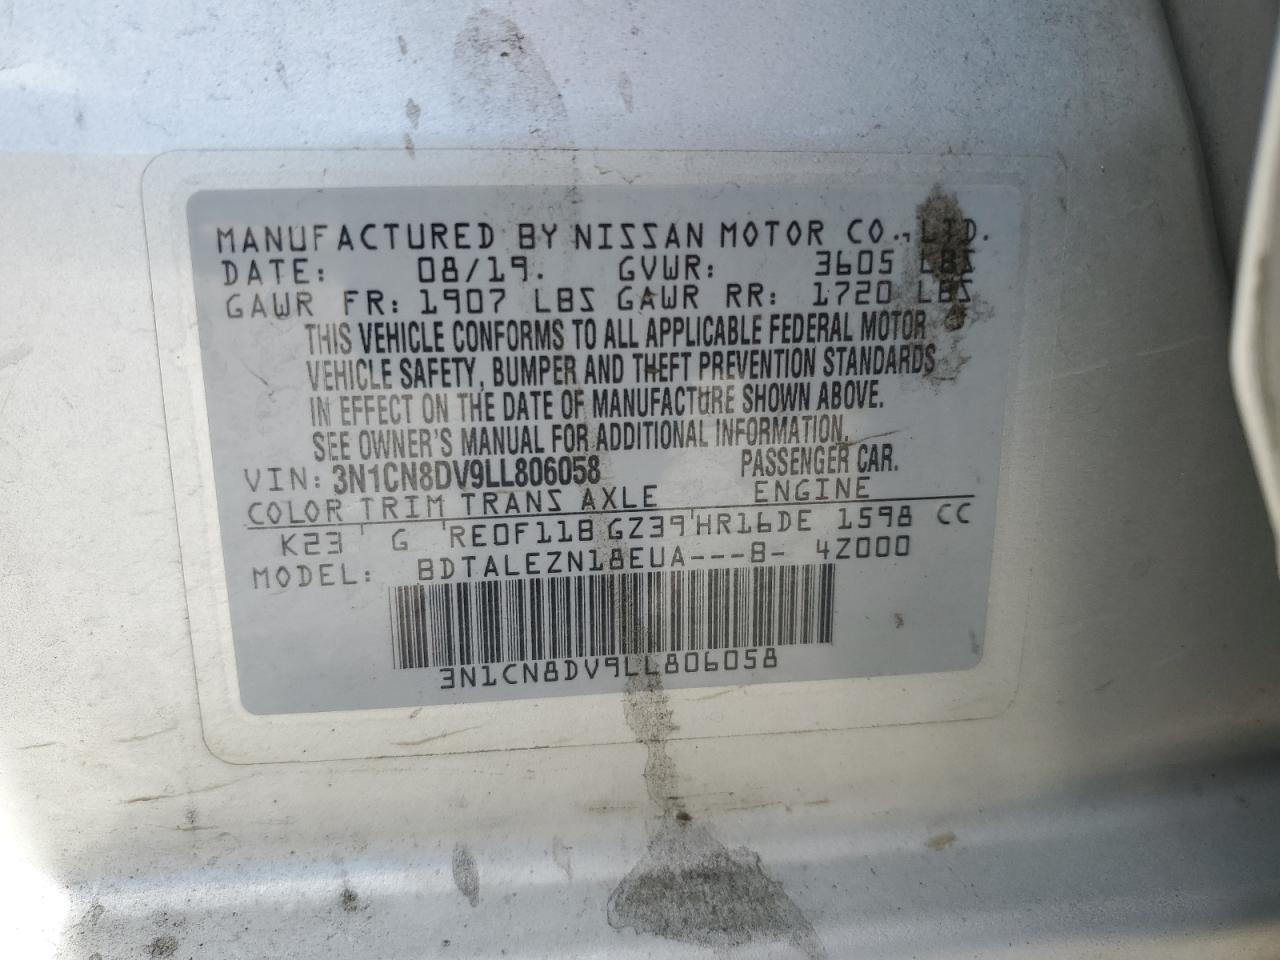 MANUFACTURED BY NISSAN MOTOR CO., LTD.
DATE: 08/19. GVWR: 3605 LBS
GAWR FR: 1907 LBS GAWR RR: 1720 LBS
THIS VEHICLE CONFORMS TO ALL APPLICABLE FEDERAL MOTOR
VEHICLE SAFETY, BUMPER AND THEFT PREVENTION STANDARDS
IN EFFECT ON THE DATE OF MANUFACTURE SHOWN ABOVE.
SEE OWNER'S MANUAL FOR ADDITIONAL INFORMATION.
VIN: 3N1CN8DV9LL806058 PASSENGER CAR.
COLOR TRIM TRANS AXLE ENGINE
K23 G RE0F11B GZ39 HR16DE 1598 CC
MODEL: BDTALEZN18EUA---B- 4Z000
3N1CN8DV9LL806058